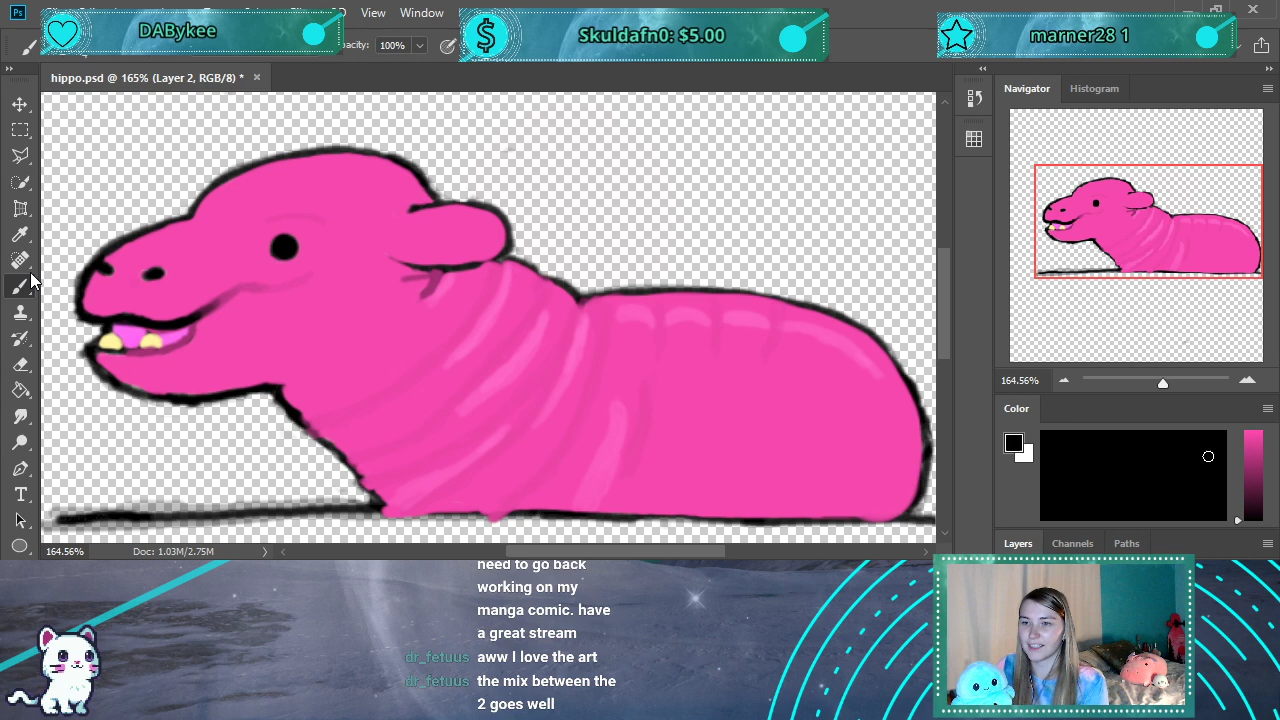 Ps
View
Window
DAByкee
Skuldafn0: $5.00
marner28 1
pacity: 100%
hippo.psd @ 165% (Layer 2, RGB/8) *
Navigator
Histogram
164.56%
Color
Layers
Channels
Paths
164.56%
Doc: 1.03M/2.75M
need to go back
working on my
manga comic. have
a great stream
dr_fetuus aww I love the art
dr_fetuus the mix between the
2 goes well